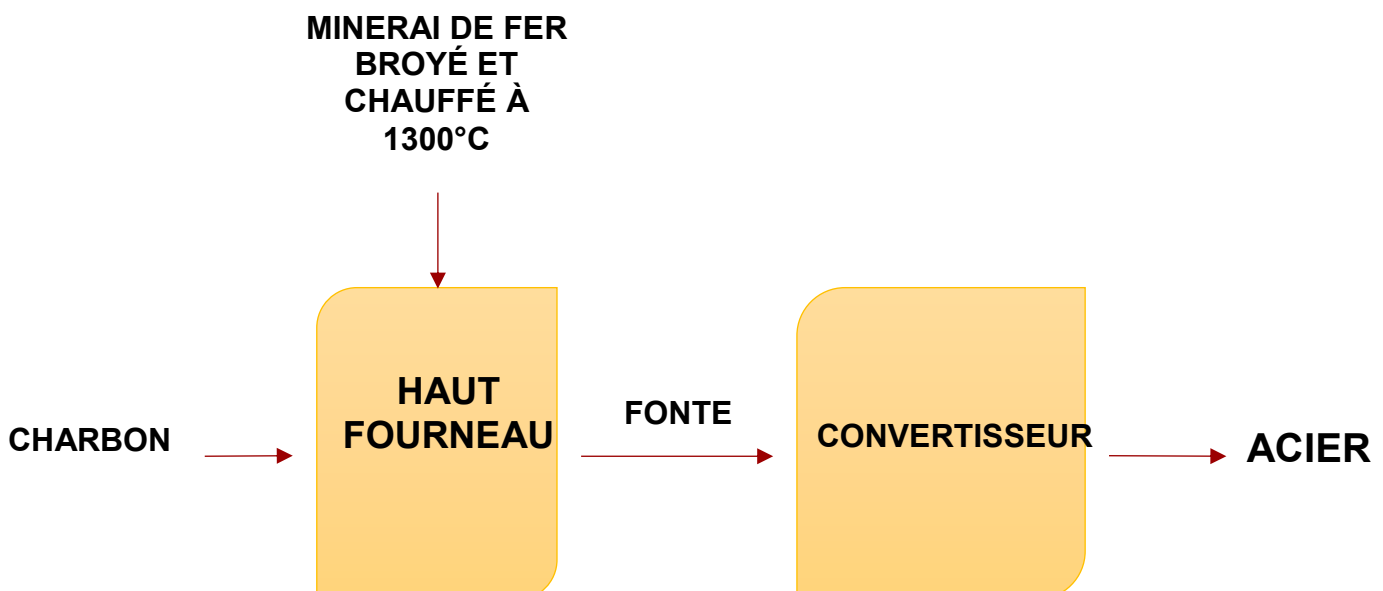 MINERAI DE FER
BROYÉ ET
CHAUFFÉ À
1300°C
CHARBON
HAUT
FOURNEAU
FONTE
CONVERTISSEUR
ACIER